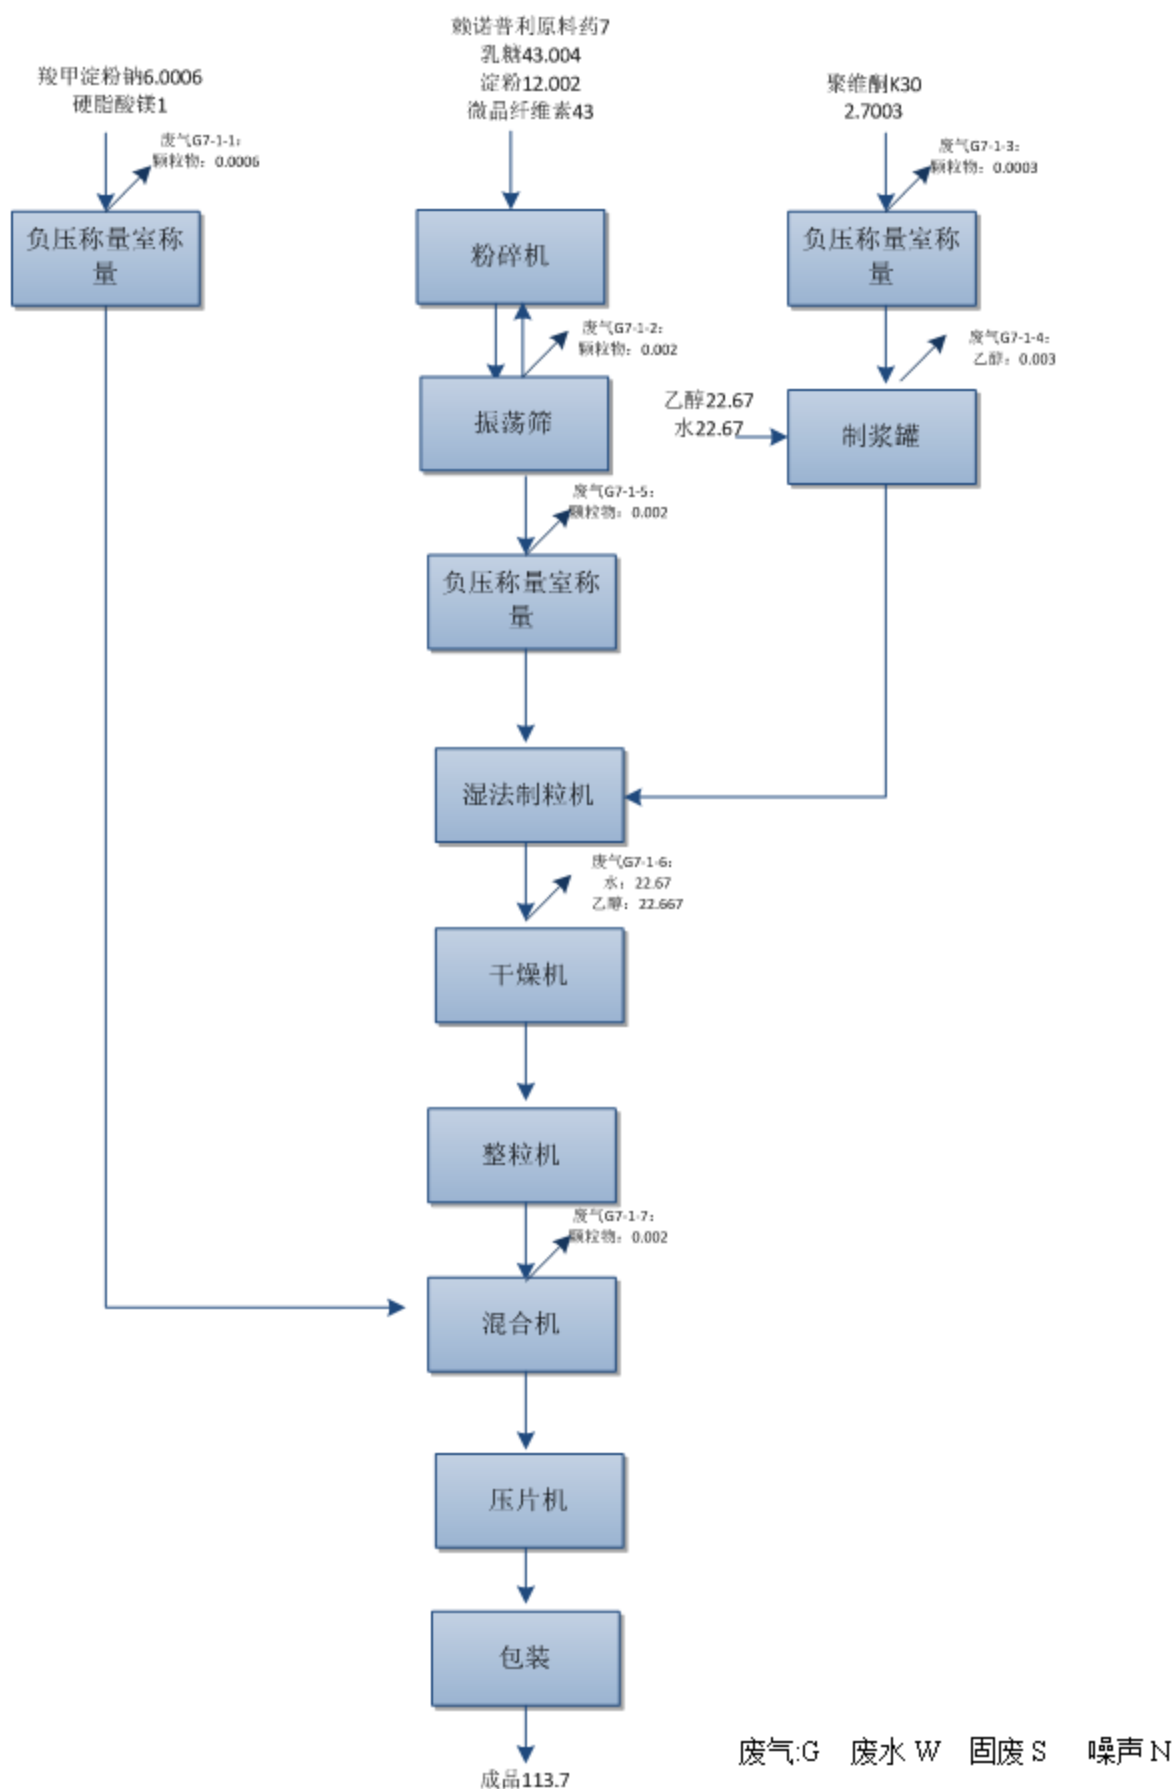 赖诺普利原料药7
乳糖43.004
淀粉12.002
微晶纤维素43
羧甲淀粉钠6.0006
硬脂酸镁1
聚维酮K30
2.7003
废气G7-1-1:
颗粒物: 0.0006
废气G7-1-3:
颗粒物: 0.0003
负压称量室称
量
粉碎机
负压称量室称
量
废气G7-1-2:
颗粒物: 0.002
废气G7-1-4:
乙醇: 0.003
振荡筛
乙醇22.67
水22.67
制浆罐
废气G7-1-5:
颗粒物: 0.002
负压称量室称
量
湿法制粒机
废气G7-1-6:
水: 22.67
乙醇: 22.667
干燥机
整粒机
废气G7-1-7:
颗粒物: 0.002
混合机
压片机
包装
废气:G 废水 W 固废 S 噪声 N
成品113.7